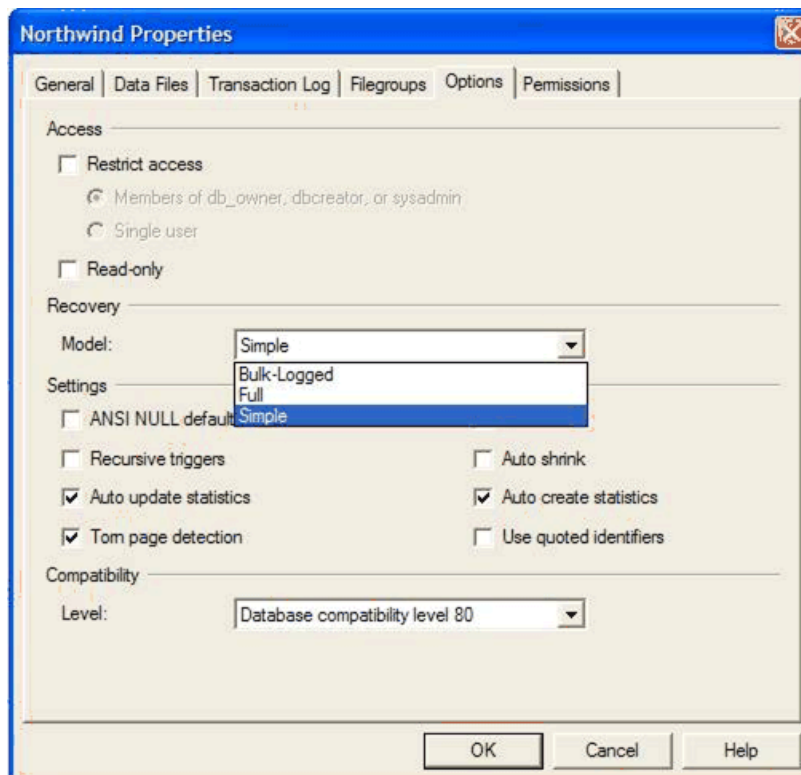 Northwind Properties
General Data Files Transaction Log Filegroups Options Permissions
Access
Restrict access
Members of db_owner, dbcreator, or sysadmin
Single user
Read-only
Recovery
Model: Simple
Bulk-Logged
Full
Simple
Settings
ANSI NULL default
Recursive triggers Auto shrink
Auto update statistics Auto create statistics
Torn page detection Use quoted identifiers
Compatibility
Level: Database compatibility level 80
OK Cancel Help